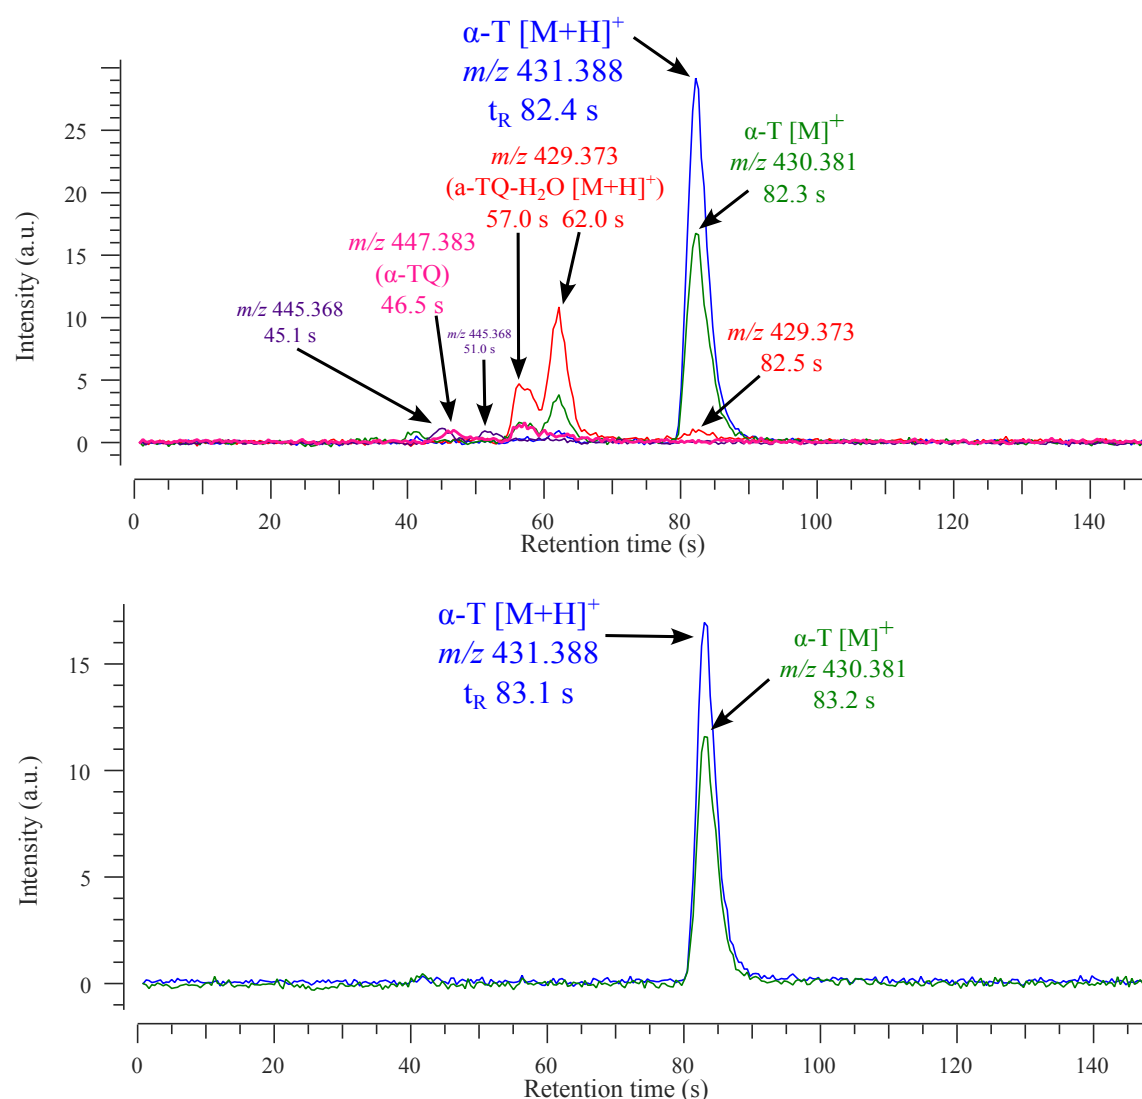 α-T [M+H]+
m/z 431.388
tR 82.4 s
α-T [M]+
m/z 430.381
82.3 s
m/z 429.373
(a-TQ-H2O [M+H]+)
57.0 s 62.0 s
m/z 447.383
(α-TQ)
46.5 s
m/z 445.368
45.1 s
m/z 445.368
51.0 s
m/z 429.373
82.5 s
Intensity (a.u.)
25
20
15
10
5
0
0 20 40 60 80 100 120 140
Retention time (s)
α-T [M+H]+
m/z 431.388
tR 83.1 s
α-T [M]+
m/z 430.381
83.2 s
Intensity (a.u.)
15
10
5
0
0 20 40 60 80 100 120 140
Retention time (s)